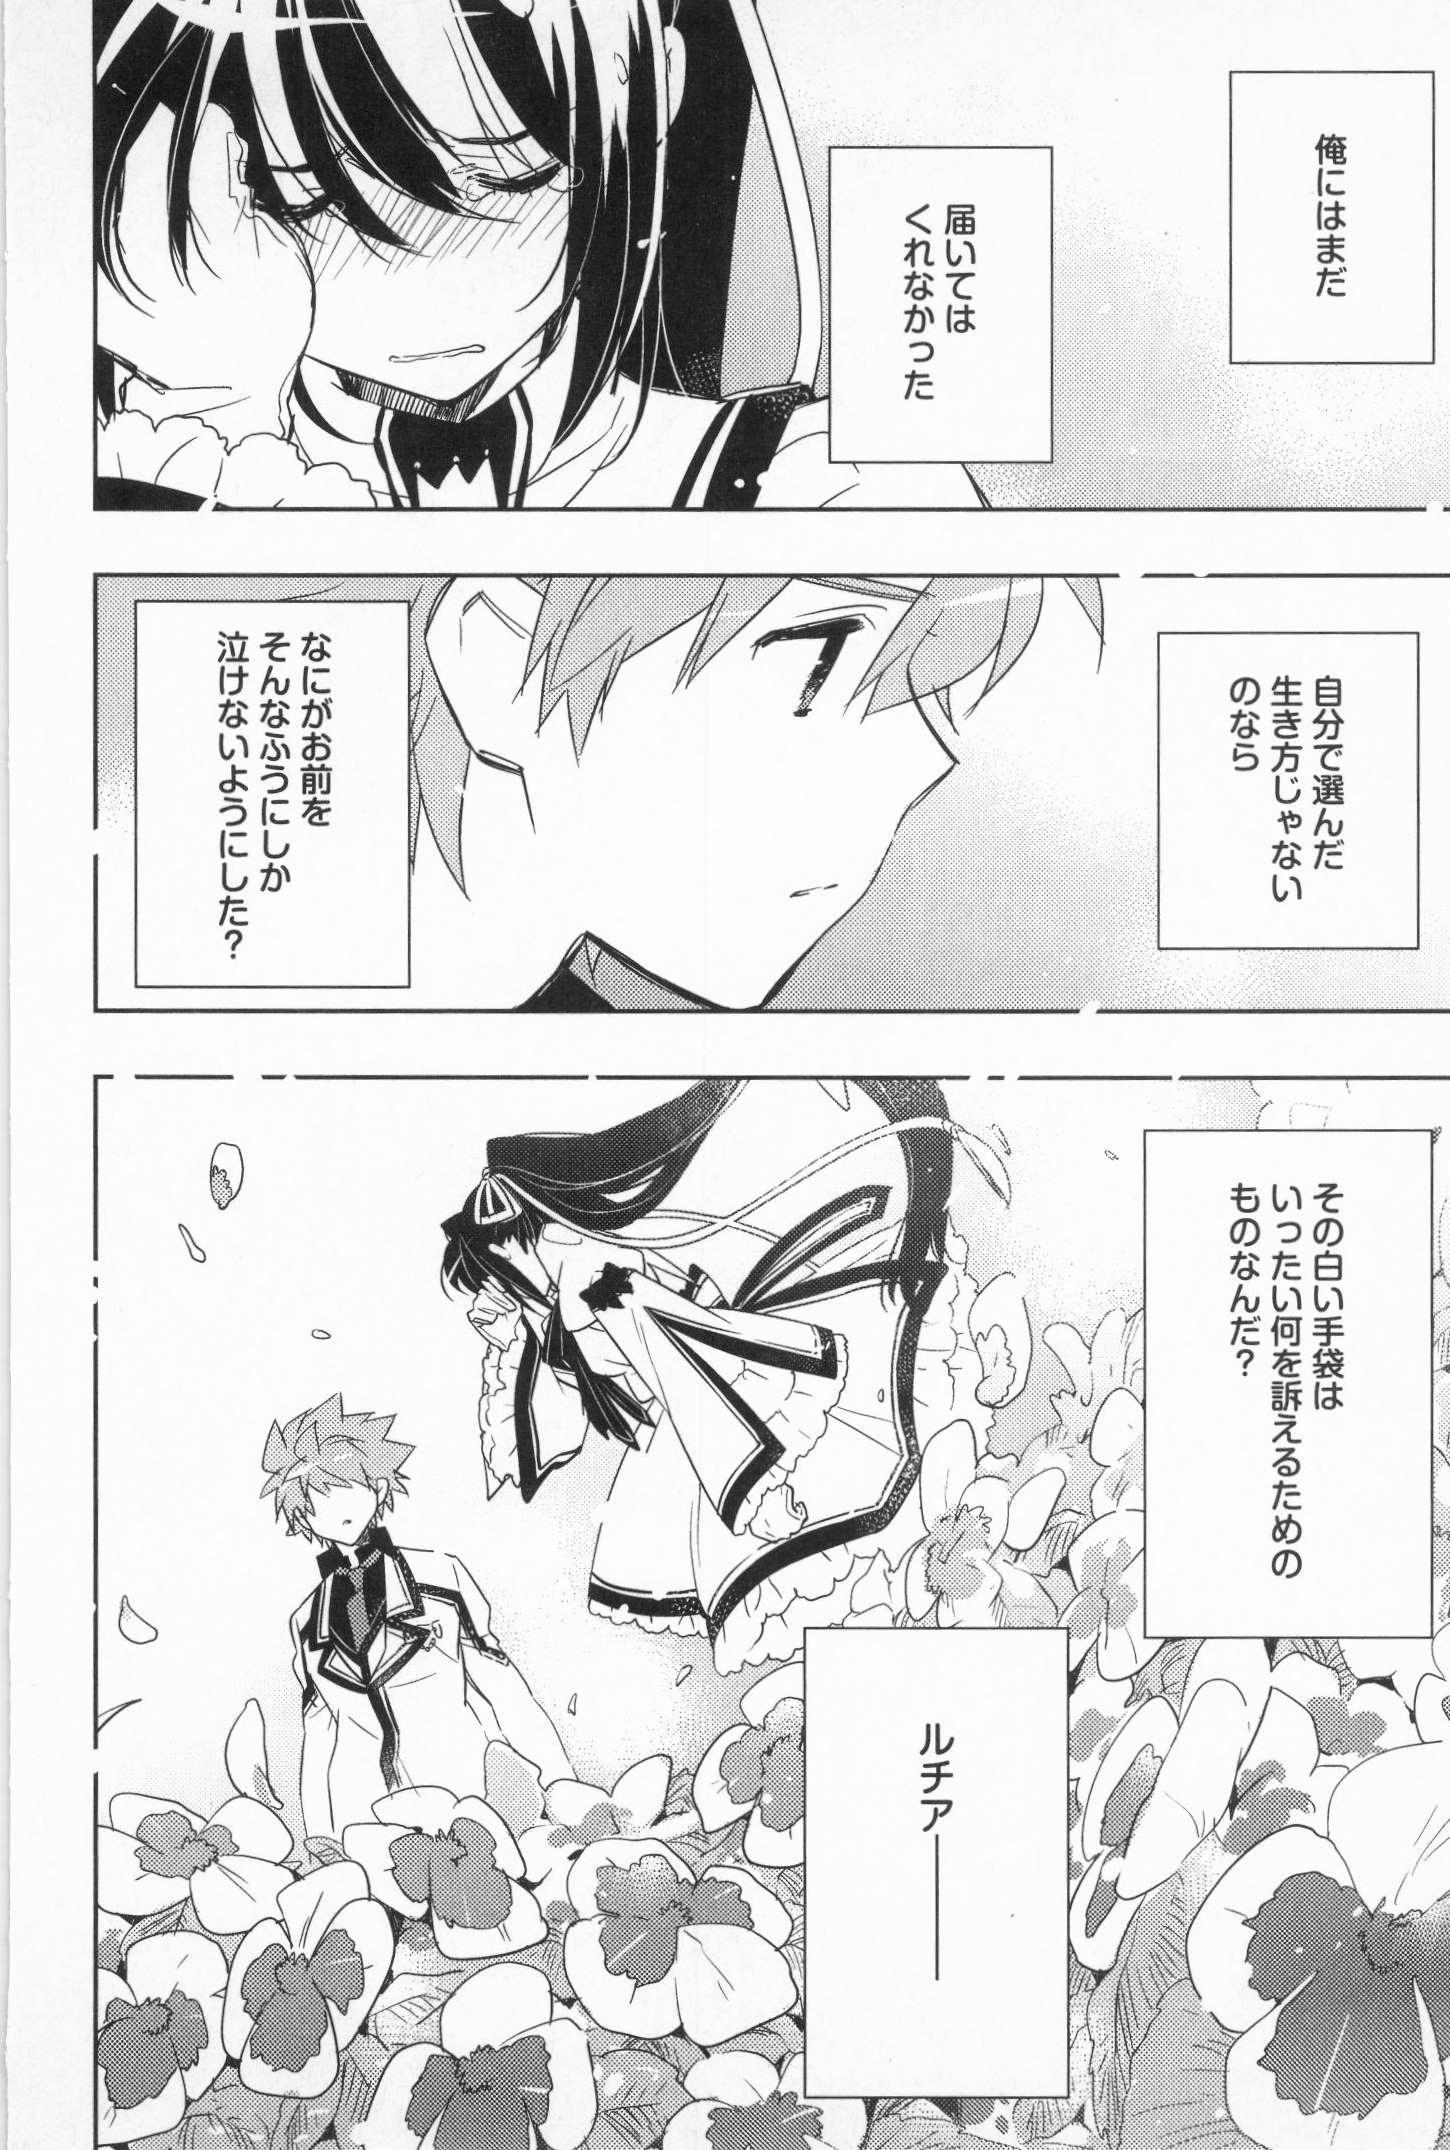 俺にはまだ
届いては
くれなかった
自分で選んだ
生き方じゃない
のなら
なにがお前を
そんなふうにしか
泣けないようにした?
その白い手袋は
いったい何を訴えるための
ものなんだ?
ルチア――